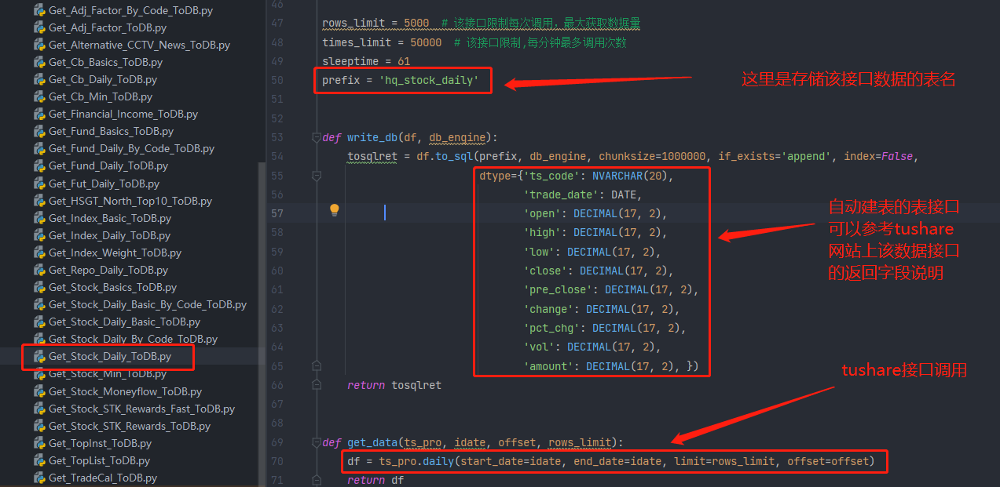 Get_Adj_Factor_By_Code_ToDB.py
Get_Adj_Factor_ToDB.py
Get_Alternative_CCTV_News_ToDB.py
Get_Cb_Basics_ToDB.py
Get_Cb_Daily_ToDB.py
Get_Cb_Min_ToDB.py
Get_Financial_Income_ToDB.py
Get_Fund_Basics_ToDB.py
Get_Fund_Daily_By_Code_ToDB.py
Get_Fund_Daily_ToDB.py
Get_Fut_Daily_ToDB.py
Get_HSGT_North_Top10_ToDB.py
Get_Index_Basic_ToDB.py
Get_Index_Daily_ToDB.py
Get_Index_Weight_ToDB.py
Get_Repo_Daily_ToDB.py
Get_Stock_Basics_ToDB.py
Get_Stock_Daily_Basic_By_Code_ToDB.py
Get_Stock_Daily_Basic_ToDB.py
Get_Stock_Daily_By_Code_ToDB.py
Get_Stock_Daily_ToDB.py
Get_Stock_Min_ToDB.py
Get_Stock_Moneyflow_ToDB.py
Get_Stock_STK_Rewards_Fast_ToDB.py
Get_Stock_STK_Rewards_ToDB.py
Get_TopInst_ToDB.py
Get_TopList_ToDB.py
Get_TradeCal_ToDB.py
46
47 rows_limit = 5000  # 该接口限制每次调用，最大获取数据量
48 times_limit = 50000  # 该接口限制,每分钟最多调用次数
49 sleeptime = 61
50 prefix = 'hq_stock_daily'
这里是存储该接口数据的表名
51
52
53 def write_db(df, db_engine):
54 tosqlret = df.to_sql(prefix, db_engine, chunksize=1000000, if_exists='append', index=False,
55 dtype={'ts_code': NVARCHAR(20),
56 'trade_date': DATE,
57 'open': DECIMAL(17, 2),
58 'high': DECIMAL(17, 2),
59 'low': DECIMAL(17, 2),
60 'close': DECIMAL(17, 2),
61 'pre_close': DECIMAL(17, 2),
62 'change': DECIMAL(17, 2),
63 'pct_chg': DECIMAL(17, 2),
64 'vol': DECIMAL(17, 2),
65 'amount': DECIMAL(17, 2), })
自动建表的表接口
可以参考tushare
网站上该数据接口
的返回字段说明
66 return tosqlret
67
68
tushare接口调用
69 def get_data(ts_pro, idate, offset, rows_limit):
70 df = ts_pro.daily(start_date=idate, end_date=idate, limit=rows_limit, offset=offset)
71 return df